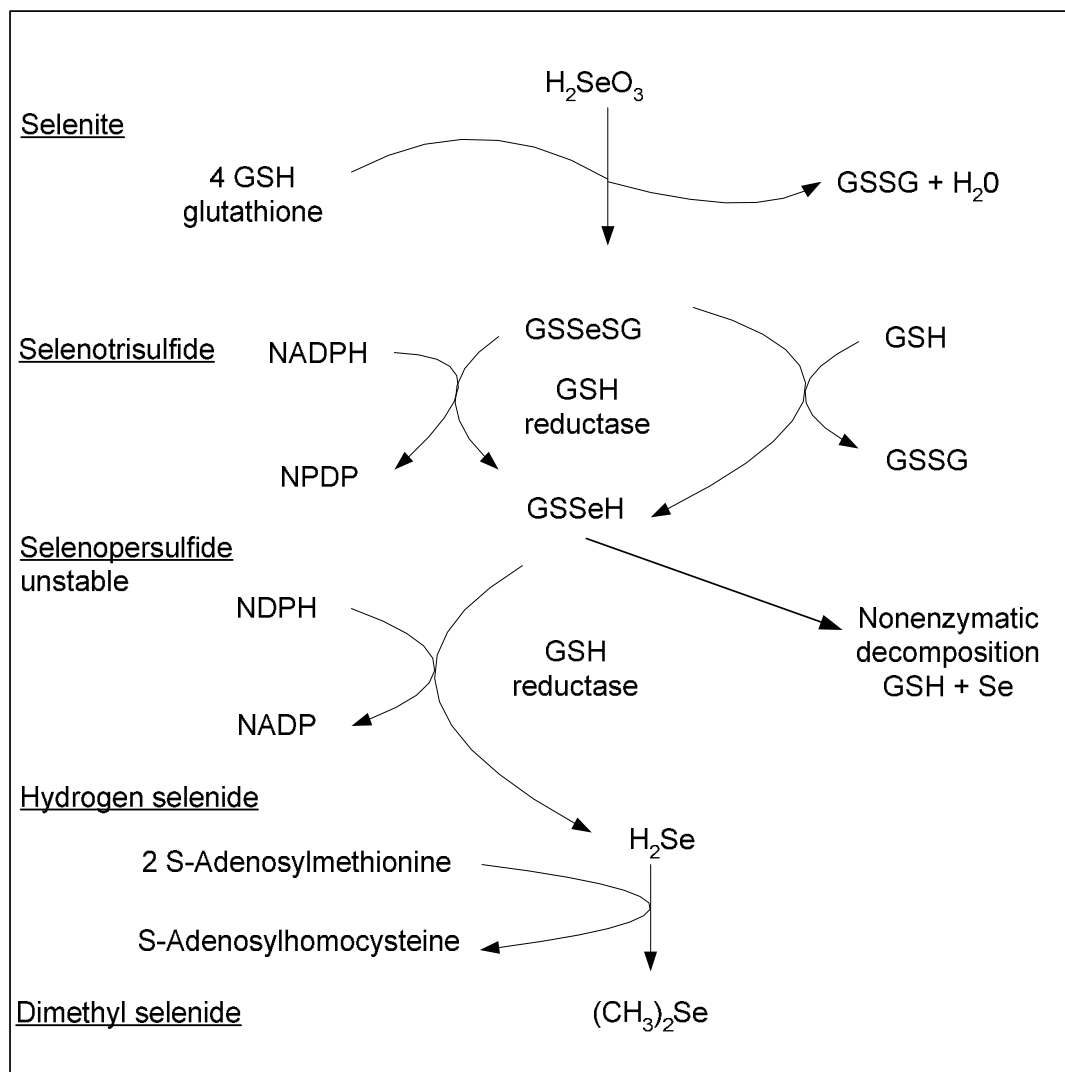 H₂SeO₃
Selenite
4 GSH
glutathione
GSSG + H₂0
GSSeSG
Selenotrisulfide
NADPH
GSH
GSH
reductase
NPDP
GSSG
GSSeH
Selenopersulfide
unstable
NDPH
Nonenzymatic
decomposition
GSH + Se
GSH
reductase
NADP
Hydrogen selenide
H₂Se
2 S-Adenosylmethionine
S-Adenosylhomocysteine
Dimethyl selenide
(CH₃)₂Se